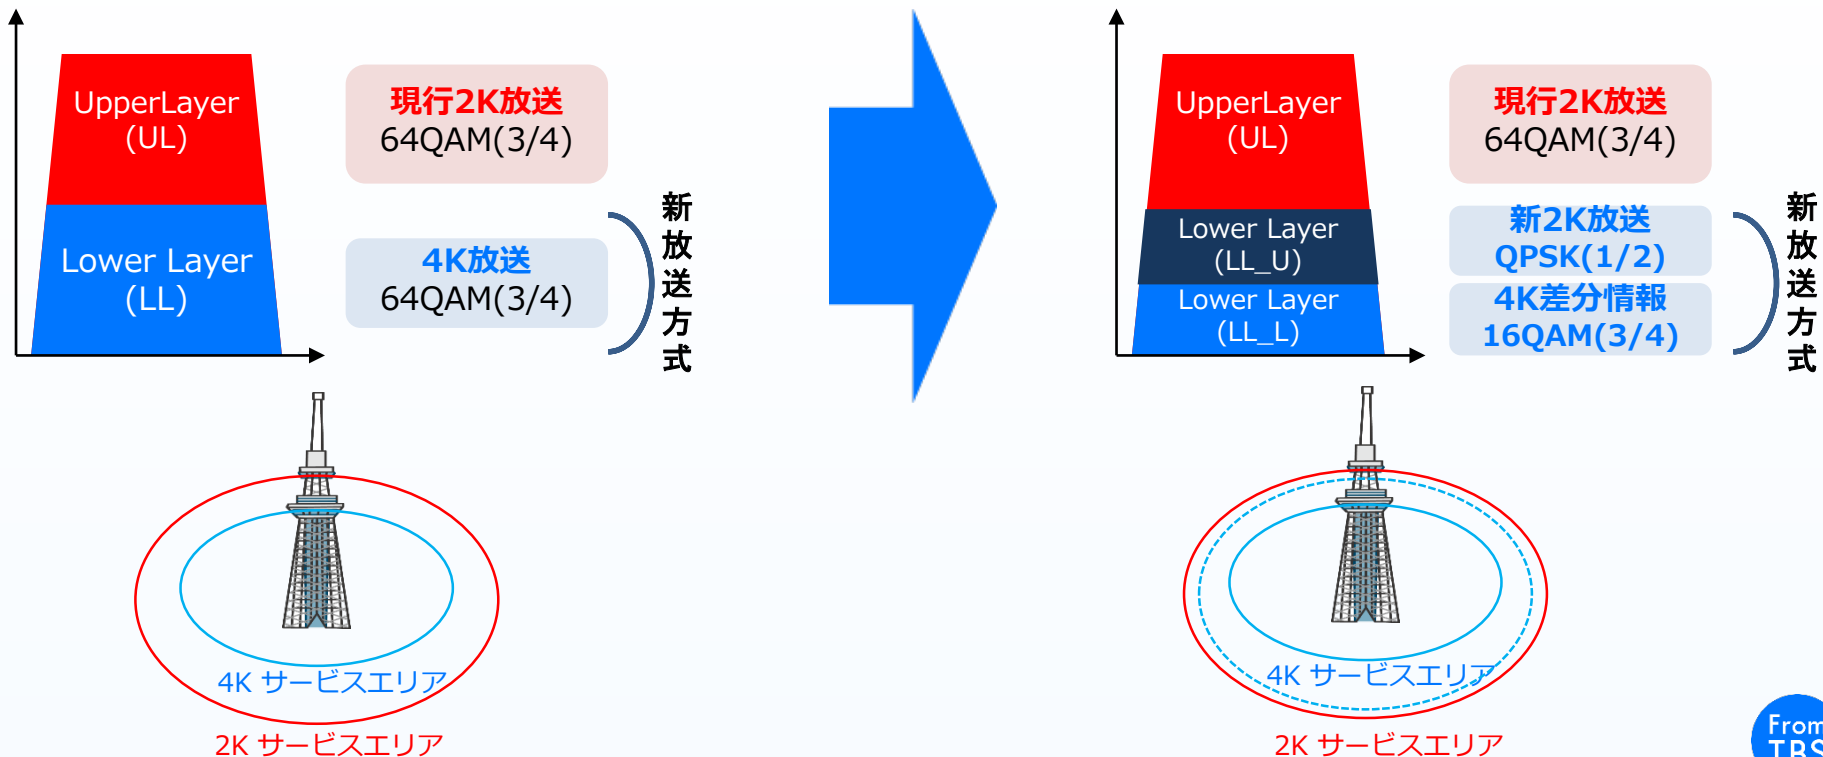 UpperLayer
(UL)
現行2K放送
64QAM(3/4)
Lower Layer
(LL)
4K放送
64QAM(3/4)
新放送方式
4K サービスエリア
2K サービスエリア
UpperLayer
(UL)
現行2K放送
64QAM(3/4)
Lower Layer
(LL_U)
新2K放送
QPSK(1/2)
Lower Layer
(LL_L)
4K差分情報
16QAM(3/4)
新放送方式
4K サービスエリア
2K サービスエリア
From
TBS